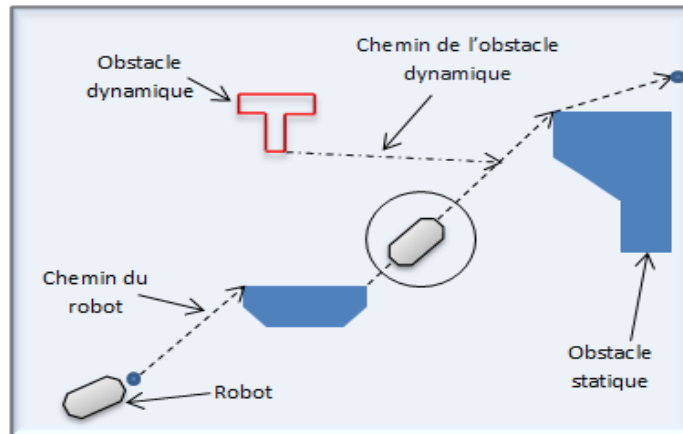 Chemin de l'obstacle
dynamique
Obstacle
dynamique
Chemin du
robot
Robot
Obstacle
statique